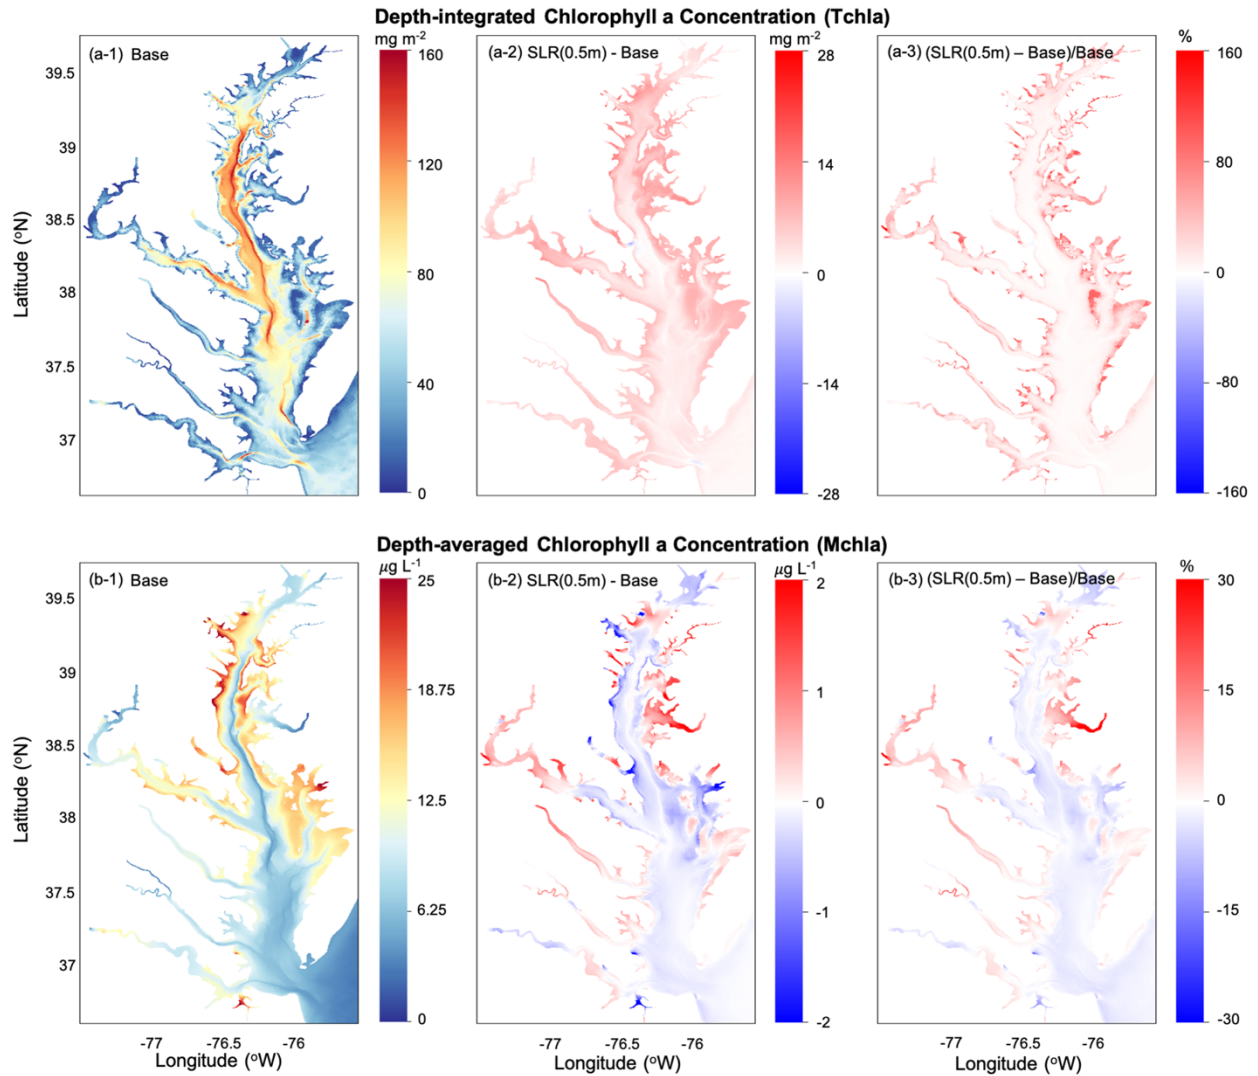 Depth-integrated Chlorophyll a Concentration (Tchla)
mg m-2
mg m-2
%
(a-1) Base
(a-2) SLR(0.5m) - Base
(a-3) (SLR(0.5m) – Base)/Base
160
120
80
40
0
28
14
0
-14
-28
160
80
0
-80
-160
39.5
39
38.5
38
37.5
37
Latitude (oN)
Depth-averaged Chlorophyll a Concentration (Mchla)
µg L-1
µg L-1
%
(b-1) Base
(b-2) SLR(0.5m) - Base
(b-3) (SLR(0.5m) – Base)/Base
25
18.75
12.5
6.25
0
2
1
0
-1
-2
30
15
0
-15
-30
39.5
39
38.5
38
37.5
37
Latitude (oN)
-77 -76.5 -76
-77 -76.5 -76
-77 -76.5 -76
Longitude (oW)
Longitude (oW)
Longitude (oW)